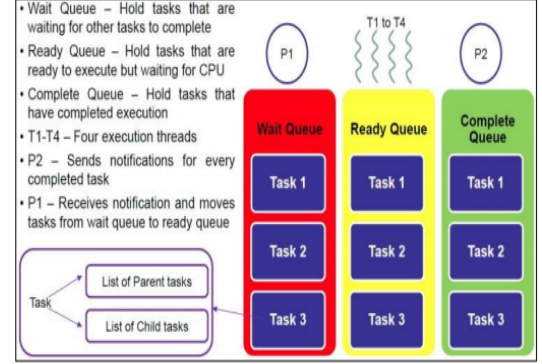 • Wait Queue – Hold tasks that are
waiting for other tasks to complete
• Ready Queue – Hold tasks that are
ready to execute but waiting for CPU
• Complete Queue – Hold tasks that
have completed execution
• T1-T4 – Four execution threads
• P2 – Sends notifications for every
completed task
• P1 – Receives notification and moves
tasks from wait queue to ready queue
Task
List of Parent tasks
List of Child tasks
P1
T1 to T4
P2
Wait Queue
Task 1
Task 2
Task 3
Ready Queue
Task 1
Task 2
Task 3
Complete
Queue
Task 1
Task 2
Task 3